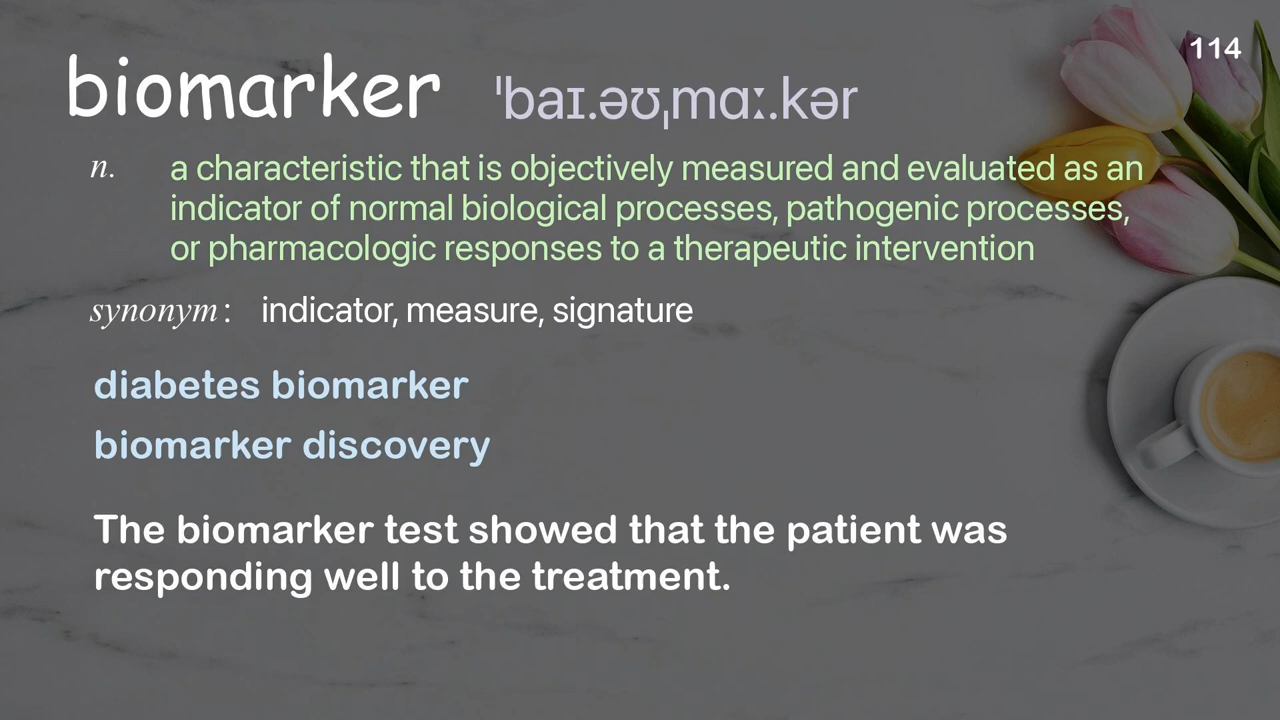 114
biomarker ˈbaɪ.əʊˌmɑː.kər
n. a characteristic that is objectively measured and evaluated as an
indicator of normal biological processes, pathogenic processes,
or pharmacologic responses to a therapeutic intervention
synonym: indicator, measure, signature
diabetes biomarker
biomarker discovery
The biomarker test showed that the patient was
responding well to the treatment.